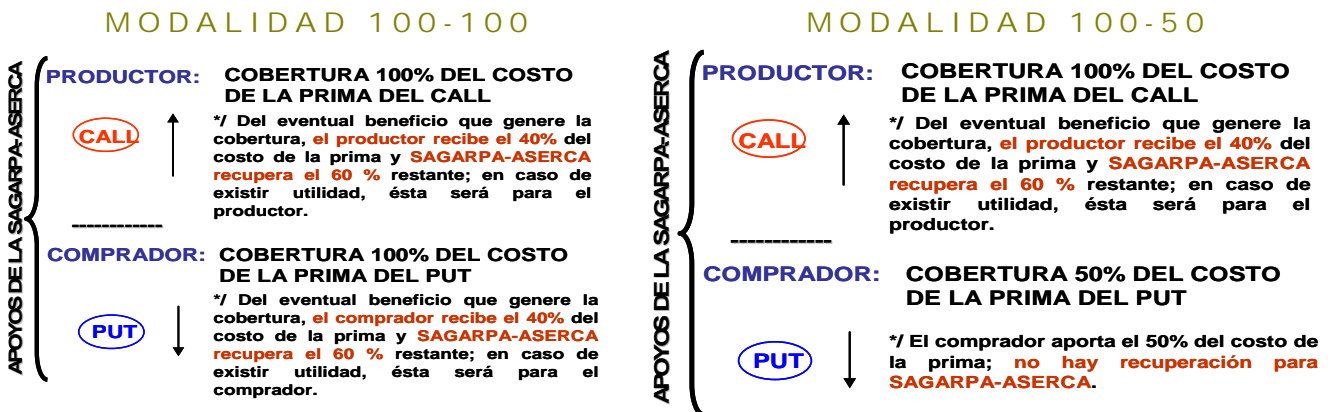 MODALIDAD 100-100
APOYOS DE LA SAGARPA-ASERCA
PRODUCTOR:
COBERTURA 100% DEL COSTO
DE LA PRIMA DEL CALL
CALL
*/ Del eventual beneficio que genere la
cobertura, el productor recibe el 40% del
costo de la prima y SAGARPA-ASERCA
recupera el 60 % restante; en caso de
existir utilidad, ésta será para el
productor.
------------
COMPRADOR:
COBERTURA 100% DEL COSTO
DE LA PRIMA DEL PUT
PUT
*/ Del eventual beneficio que genere la
cobertura, el comprador recibe el 40% del
costo de la prima y SAGARPA-ASERCA
recupera el 60 % restante; en caso de
existir utilidad, ésta será para el
comprador.
MODALIDAD 100-50
APOYOS DE LA SAGARPA-ASERCA
PRODUCTOR:
COBERTURA 100% DEL COSTO
DE LA PRIMA DEL CALL
CALL
*/ Del eventual beneficio que genere la
cobertura, el productor recibe el 40% del
costo de la prima y SAGARPA-ASERCA
recupera el 60 % restante; en caso de
existir utilidad, ésta será para el
productor.
------------
COMPRADOR:
COBERTURA 50% DEL COSTO
DE LA PRIMA DEL PUT
PUT
*/ El comprador aporta el 50% del costo de
la prima; no hay recuperación para
SAGARPA-ASERCA.